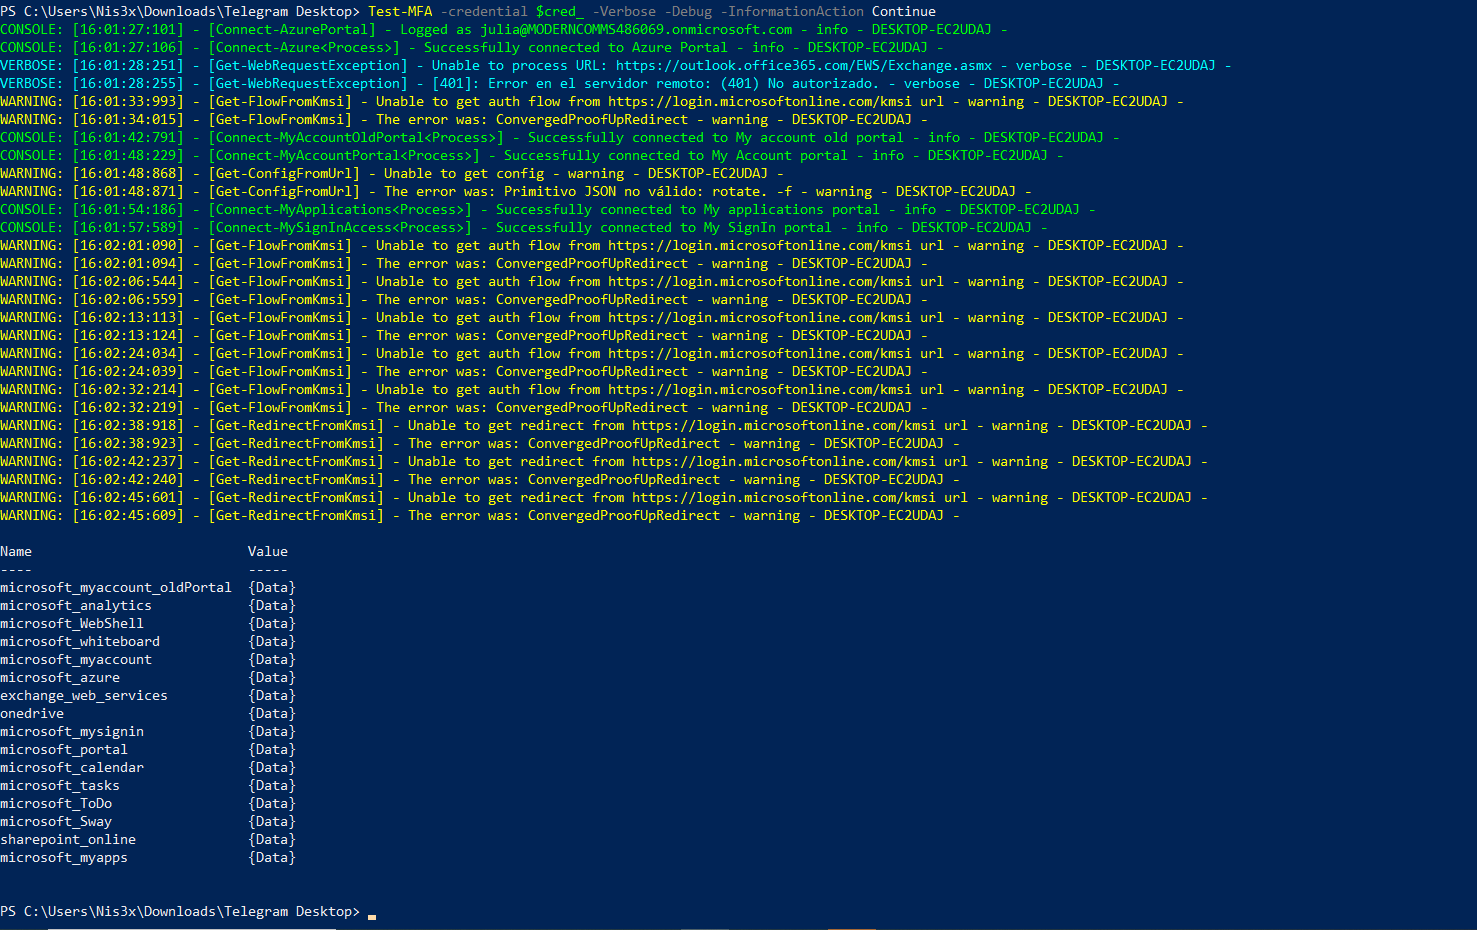 PS C:\Users\Nis3x\Downloads\Telegram Desktop> Test-MFA -credential $cred_ -Verbose -Debug -InformationAction Continue
CONSOLE: [16:01:27:101] - [Connect-AzurePortal] - Logged as julia@MODERNCOMMS486069.onmicrosoft.com - info - DESKTOP-EC2UDAJ -
CONSOLE: [16:01:27:106] - [Connect-Azure<Process>] - Successfully connected to Azure Portal - info - DESKTOP-EC2UDAJ -
VERBOSE: [16:01:28:251] - [Get-WebRequestException] - Unable to process URL: https://outlook.office365.com/EWS/Exchange.asmx - verbose - DESKTOP-EC2UDAJ -
VERBOSE: [16:01:28:255] - [Get-WebRequestException] - [401]: Error en el servidor remoto: (401) No autorizado. - verbose - DESKTOP-EC2UDAJ -
WARNING: [16:01:33:993] - [Get-FlowFromKmsi] - Unable to get auth flow from https://login.microsoftonline.com/kmsi url - warning - DESKTOP-EC2UDAJ -
WARNING: [16:01:34:015] - [Get-FlowFromKmsi] - The error was: ConvergedProofUpRedirect - warning - DESKTOP-EC2UDAJ -
CONSOLE: [16:01:42:791] - [Connect-MyAccountOldPortal<Process>] - Successfully connected to My account old portal - info - DESKTOP-EC2UDAJ -
CONSOLE: [16:01:48:229] - [Connect-MyAccountPortal<Process>] - Successfully connected to My Account portal - info - DESKTOP-EC2UDAJ -
WARNING: [16:01:48:868] - [Get-ConfigFromUrl] - Unable to get config - warning - DESKTOP-EC2UDAJ -
WARNING: [16:01:48:871] - [Get-ConfigFromUrl] - The error was: Primitivo JSON no válido: rotate. -f - warning - DESKTOP-EC2UDAJ -
CONSOLE: [16:01:54:186] - [Connect-MyApplications<Process>] - Successfully connected to My applications portal - info - DESKTOP-EC2UDAJ -
CONSOLE: [16:01:57:589] - [Connect-MySignInAccess<Process>] - Successfully connected to My SignIn portal - info - DESKTOP-EC2UDAJ -
WARNING: [16:02:01:090] - [Get-FlowFromKmsi] - Unable to get auth flow from https://login.microsoftonline.com/kmsi url - warning - DESKTOP-EC2UDAJ -
WARNING: [16:02:01:094] - [Get-FlowFromKmsi] - The error was: ConvergedProofUpRedirect - warning - DESKTOP-EC2UDAJ -
WARNING: [16:02:06:544] - [Get-FlowFromKmsi] - Unable to get auth flow from https://login.microsoftonline.com/kmsi url - warning - DESKTOP-EC2UDAJ -
WARNING: [16:02:06:559] - [Get-FlowFromKmsi] - The error was: ConvergedProofUpRedirect - warning - DESKTOP-EC2UDAJ -
WARNING: [16:02:13:113] - [Get-FlowFromKmsi] - Unable to get auth flow from https://login.microsoftonline.com/kmsi url - warning - DESKTOP-EC2UDAJ -
WARNING: [16:02:13:124] - [Get-FlowFromKmsi] - The error was: ConvergedProofUpRedirect - warning - DESKTOP-EC2UDAJ -
WARNING: [16:02:24:034] - [Get-FlowFromKmsi] - Unable to get auth flow from https://login.microsoftonline.com/kmsi url - warning - DESKTOP-EC2UDAJ -
WARNING: [16:02:24:039] - [Get-FlowFromKmsi] - The error was: ConvergedProofUpRedirect - warning - DESKTOP-EC2UDAJ -
WARNING: [16:02:32:214] - [Get-FlowFromKmsi] - Unable to get auth flow from https://login.microsoftonline.com/kmsi url - warning - DESKTOP-EC2UDAJ -
WARNING: [16:02:32:219] - [Get-FlowFromKmsi] - The error was: ConvergedProofUpRedirect - warning - DESKTOP-EC2UDAJ -
WARNING: [16:02:38:918] - [Get-RedirectFromKmsi] - Unable to get redirect from https://login.microsoftonline.com/kmsi url - warning - DESKTOP-EC2UDAJ -
WARNING: [16:02:38:923] - [Get-RedirectFromKmsi] - The error was: ConvergedProofUpRedirect - warning - DESKTOP-EC2UDAJ -
WARNING: [16:02:42:237] - [Get-RedirectFromKmsi] - Unable to get redirect from https://login.microsoftonline.com/kmsi url - warning - DESKTOP-EC2UDAJ -
WARNING: [16:02:42:240] - [Get-RedirectFromKmsi] - The error was: ConvergedProofUpRedirect - warning - DESKTOP-EC2UDAJ -
WARNING: [16:02:45:601] - [Get-RedirectFromKmsi] - Unable to get redirect from https://login.microsoftonline.com/kmsi url - warning - DESKTOP-EC2UDAJ -
WARNING: [16:02:45:609] - [Get-RedirectFromKmsi] - The error was: ConvergedProofUpRedirect - warning - DESKTOP-EC2UDAJ -
Name Value
---- -----
microsoft_myaccount_oldPortal {Data}
microsoft_analytics {Data}
microsoft_WebShell {Data}
microsoft_whiteboard {Data}
microsoft_myaccount {Data}
microsoft_azure {Data}
exchange_web_services {Data}
onedrive {Data}
microsoft_mysignin {Data}
microsoft_portal {Data}
microsoft_calendar {Data}
microsoft_tasks {Data}
microsoft_ToDo {Data}
microsoft_Sway {Data}
sharepoint_online {Data}
microsoft_myapps {Data}
PS C:\Users\Nis3x\Downloads\Telegram Desktop> _